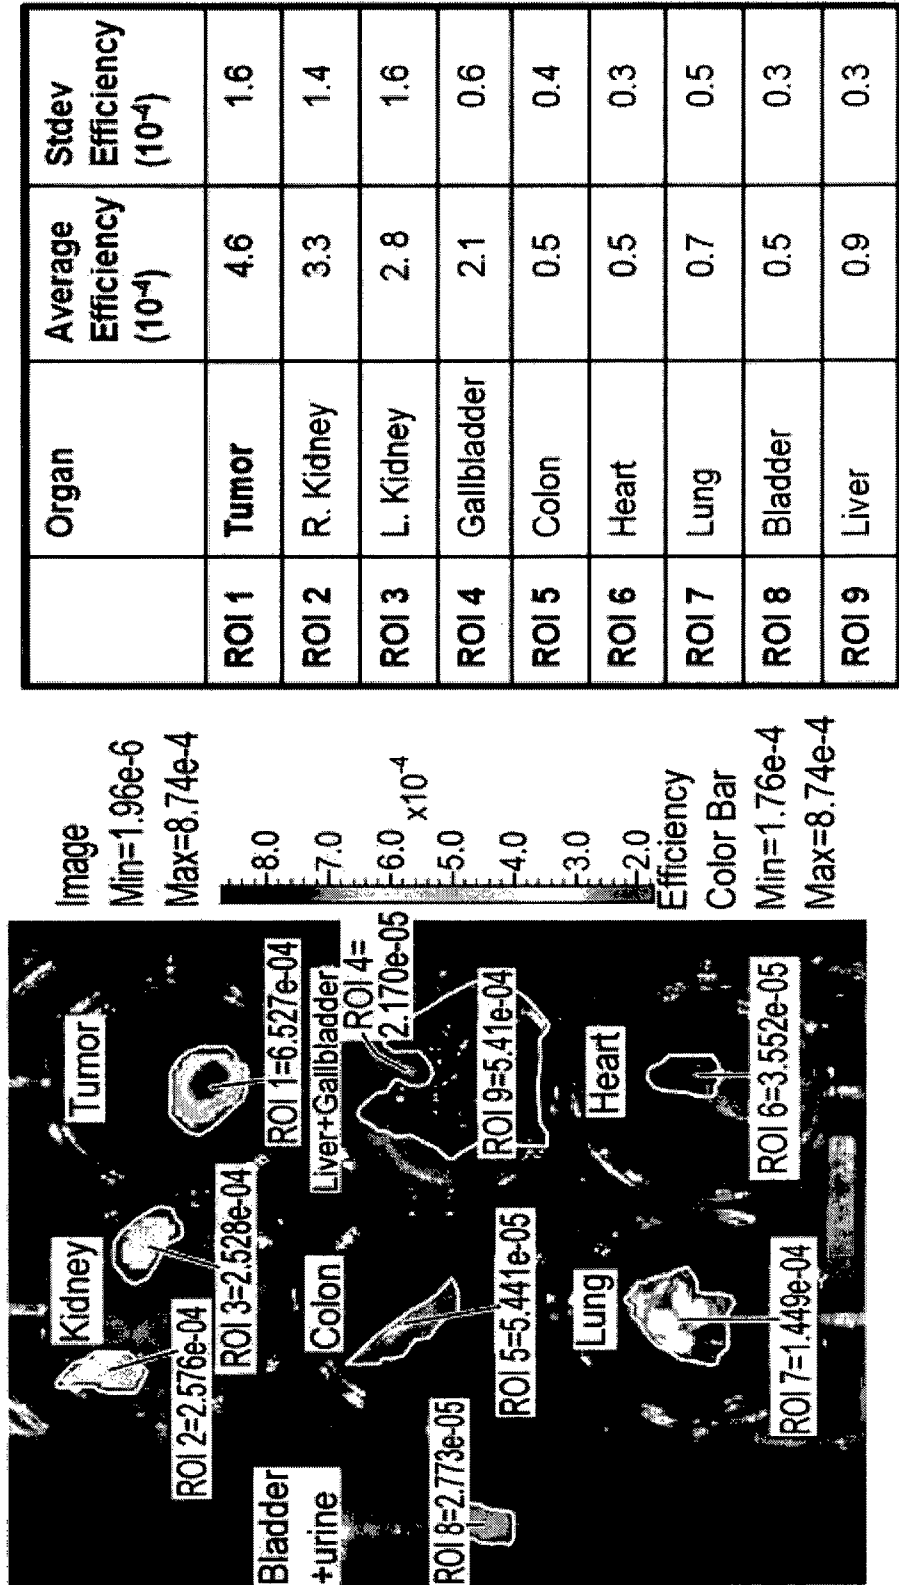 Kidney
Tumor
ROI 2=2.576e-04
ROI 3=2.528e-04
ROI 1=6.527e-04
Bladder
+urine
Colon
Liver+Gallbladder
ROI 4=
2.170e-05
ROI 8=2.773e-05
ROI 5=5.441e-05
ROI 9=5.41e-04
Lung
Heart
ROI 7=1.449e-04
ROI 6=3.552e-05
Image
Min=1.96e-6
Max=8.74e-4
8.0
7.0
6.0
5.0
4.0
3.0
2.0
x10-4
Efficiency
Color Bar
Min=1.76e-4
Max=8.74e-4
Organ Average Efficiency (10-4) Stdev Efficiency (10-4)
ROI 1 Tumor 4.6 1.6
ROI 2 R. Kidney 3.3 1.4
ROI 3 L. Kidney 2. 8 1.6
ROI 4 Gallbladder 2.1 0.6
ROI 5 Colon 0.5 0.4
ROI 6 Heart 0.5 0.3
ROI 7 Lung 0.7 0.5
ROI 8 Bladder 0.5 0.3
ROI 9 Liver 0.9 0.3